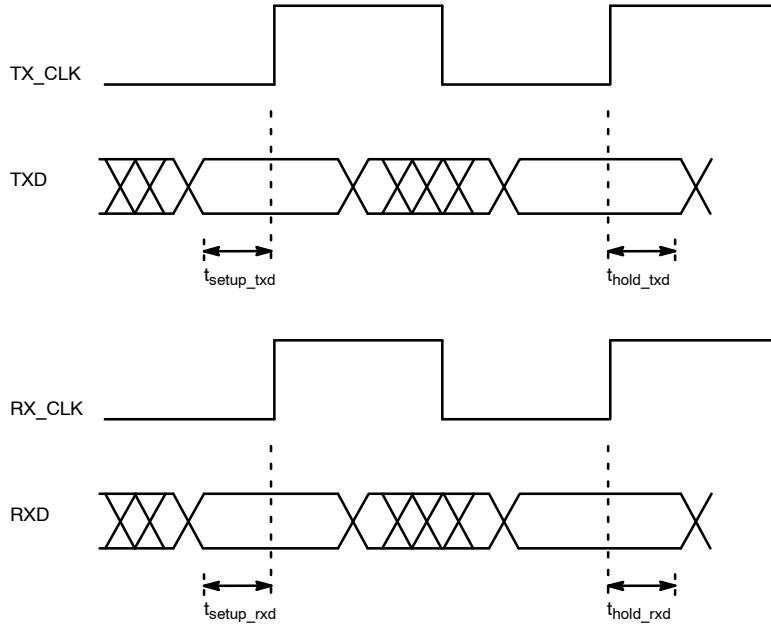 TX_CLK
TXD
tsetup_txd
thold_txd
RX_CLK
RXD
tsetup_rxd
thold_rxd